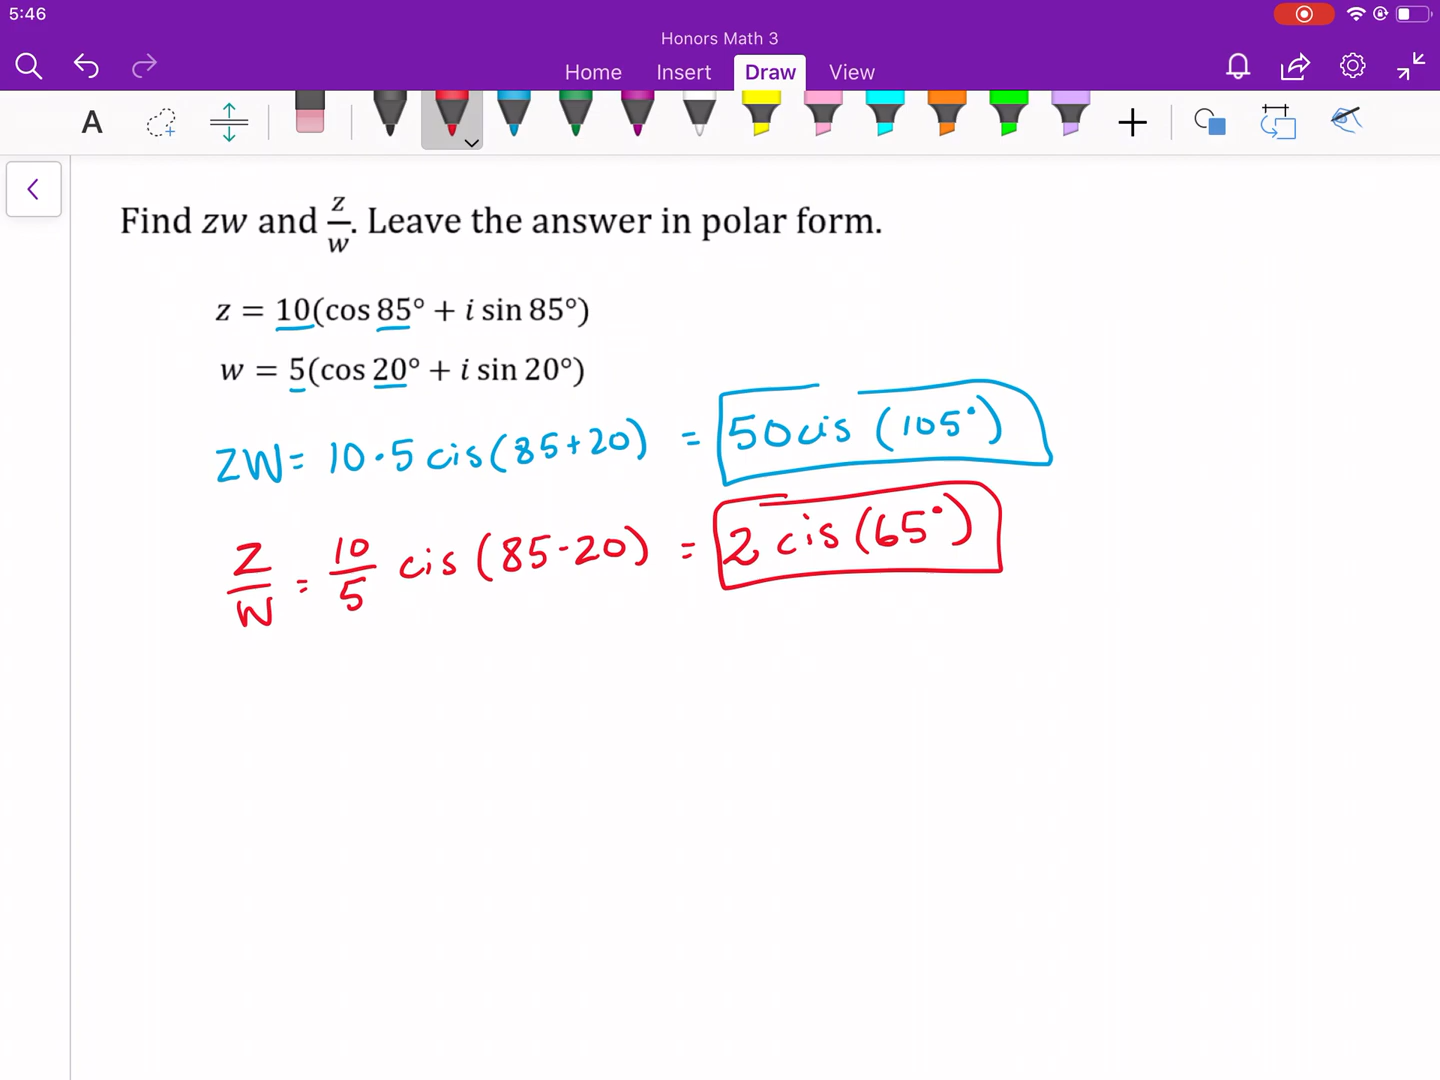 5:46
Honors Math 3
Home Insert Draw View
A
Find zw and z/w. Leave the answer in polar form.
z = 10(cos 85° + i sin 85°)
w = 5(cos 20° + i sin 20°)
zw = 10·5 cis(85+20) = 50 cis (105°)
z/w = 10/5 cis (85-20) = 2 cis (65°)